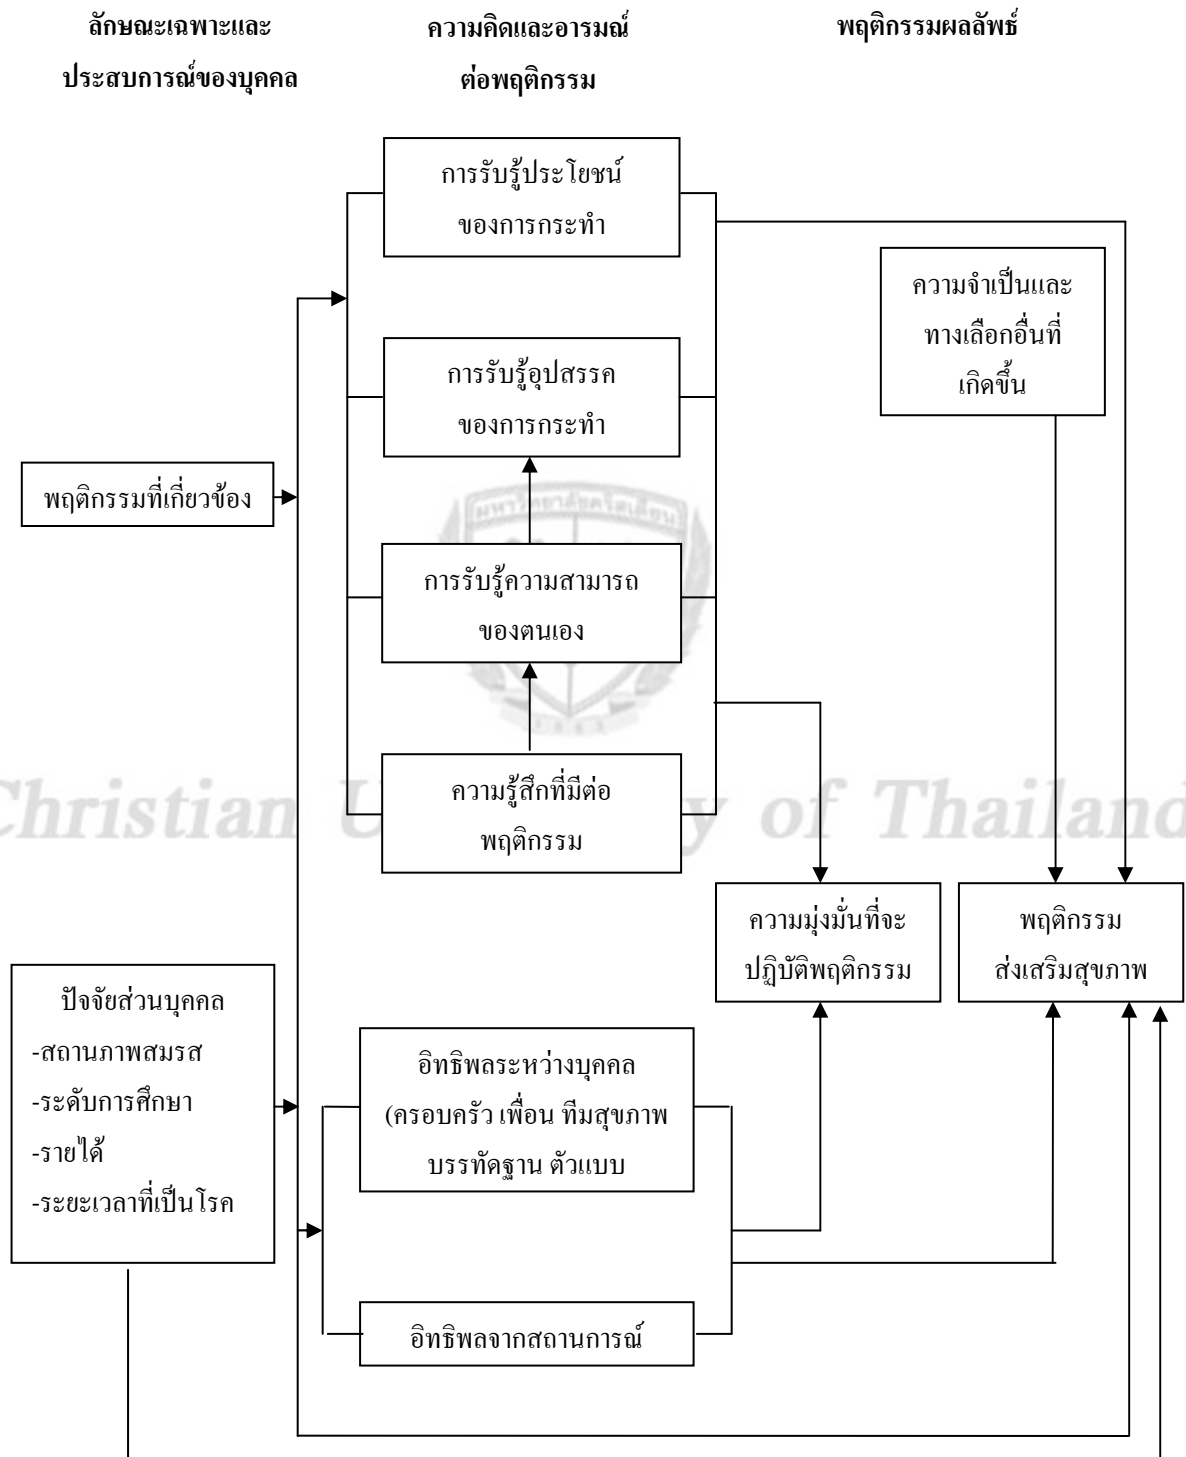 ลักษณะเฉพาะและ
ประสบการณ์ของบุคคล
ความคิดและอารมณ์
ต่อพฤติกรรม
พฤติกรรมผลลัพธ์
การรับรู้ประโยชน์
ของการกระทำ
ความจำเป็นและ
ทางเลือกอื่นที่
เกิดขึ้น
การรับรู้อุปสรรค
ของการกระทำ
พฤติกรรมที่เกี่ยวข้อง
มหาวิทยาลัยคริสเตียน
การรับรู้ความสามารถ
ของตนเอง
ความรู้สึกที่มีต่อ
พฤติกรรม
Christian U y of Thailand
ความมุ่งมั่นที่จะ
ปฏิบัติพฤติกรรม
พฤติกรรม
ส่งเสริมสุขภาพ
ปัจจัยส่วนบุคคล
-สถานภาพสมรส
-ระดับการศึกษา
-รายได้
-ระยะเวลาที่เป็นโรค
อิทธิพลระหว่างบุคคล
(ครอบครัว เพื่อน ทีมสุขภาพ
บรรทัดฐาน ตัวแบบ
อิทธิพลจากสถานการณ์